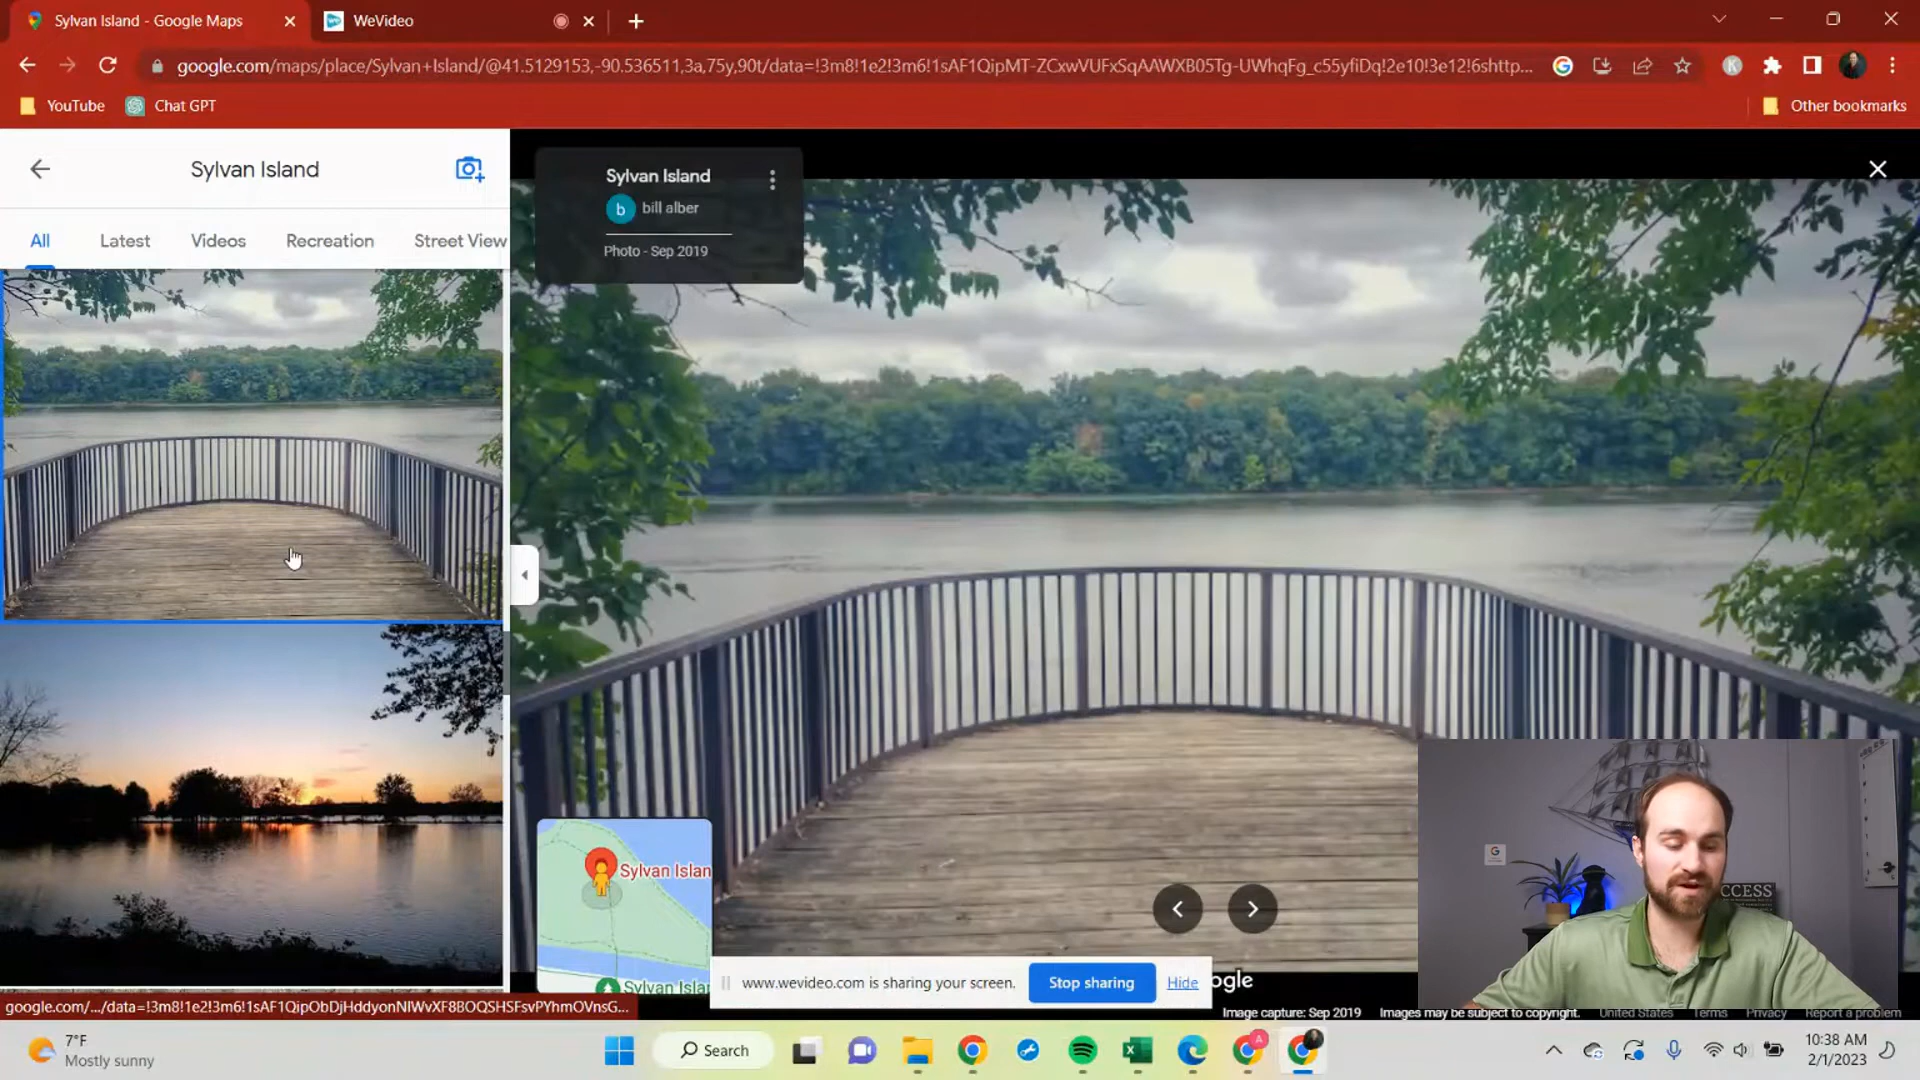 Sylvan Island - Google Maps
WeVideo
google.com/maps/place/Sylvan+Island/@41.5129153,-90.536511,3a,75y,90t/data=!3m8!1e2!3m6!1sAF1QipMT-ZCxwVUFxSqAAWXB05Tg-UWhqFg_c55yfiDq!2e10!3e12!6shttp...
YouTube
Chat GPT
Other bookmarks
Sylvan Island
All
Latest
Videos
Recreation
Street View
Sylvan Island
b
bill alber
Photo - Sep 2019
Sylvan Islan
Sylvan Islan
CCESS
www.wevideo.com is sharing your screen.
Stop sharing
Hide
ogle
google.com/.../data=!3m8!1e2!3m6!1sAF1QipObDjHddyonNIWvXF8BOQSHSFsvPYhmOVnsG...
Image capture: Sep 2019
Images may be subject to copyright.
United States
Terms
Privacy
Report a problem
7°F
Mostly sunny
Search
10:38 AM
2/1/2023